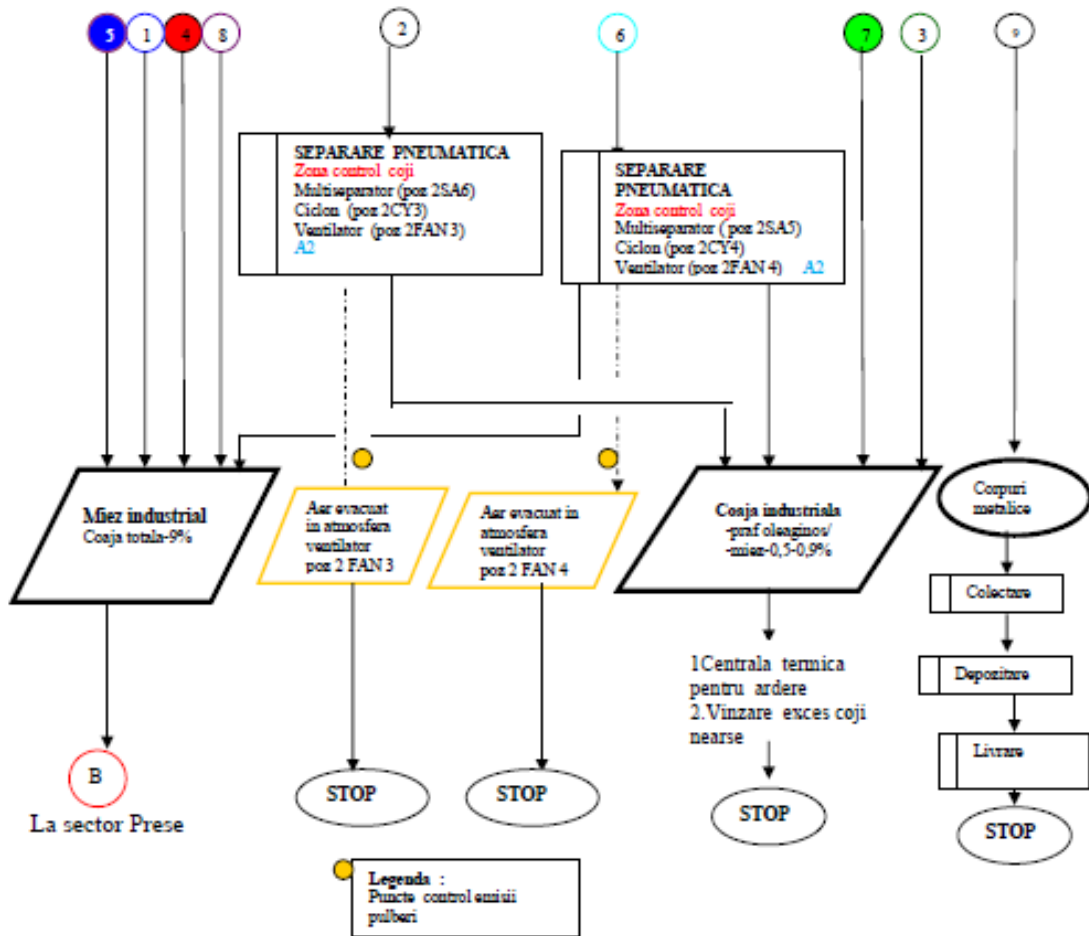 5
1
4
8
2
6
7
3
9
SEPARARE PNEUMATICA
Zona control coji
Multiseparator (poz 2SA6)
Ciclon (poz 2CY3)
Ventilator (poz 2FAN 3)
A2
SEPARARE
PNEUMATICA
Zona control coji
Multiseparator ( poz 2SA5)
Ciclon (poz 2CY4)
Ventilator (poz 2FAN 4) A2
Miez industrial
Coaja totala-9%
Aer evacuat
in atmosfera
ventilator
poz 2 FAN 3
Aer evacuat in
atmosfera
ventilator
poz 2 FAN 4
Coaja industriala
-praf oleaginos/
-miez-0,5-0,9%
Corpuri
metalice
Colectare
Depozitare
Livrare
STOP
1Centrala termica
pentru ardere
2.Vinzare exces coji
nearse
STOP
B
La sector Prese
STOP
STOP
Legenda :
Puncte control emisii
pulberi